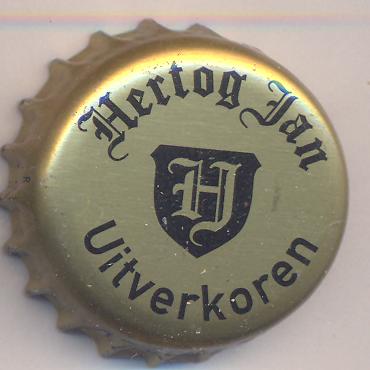 Hertog Jan
HJ
Uitverkoren